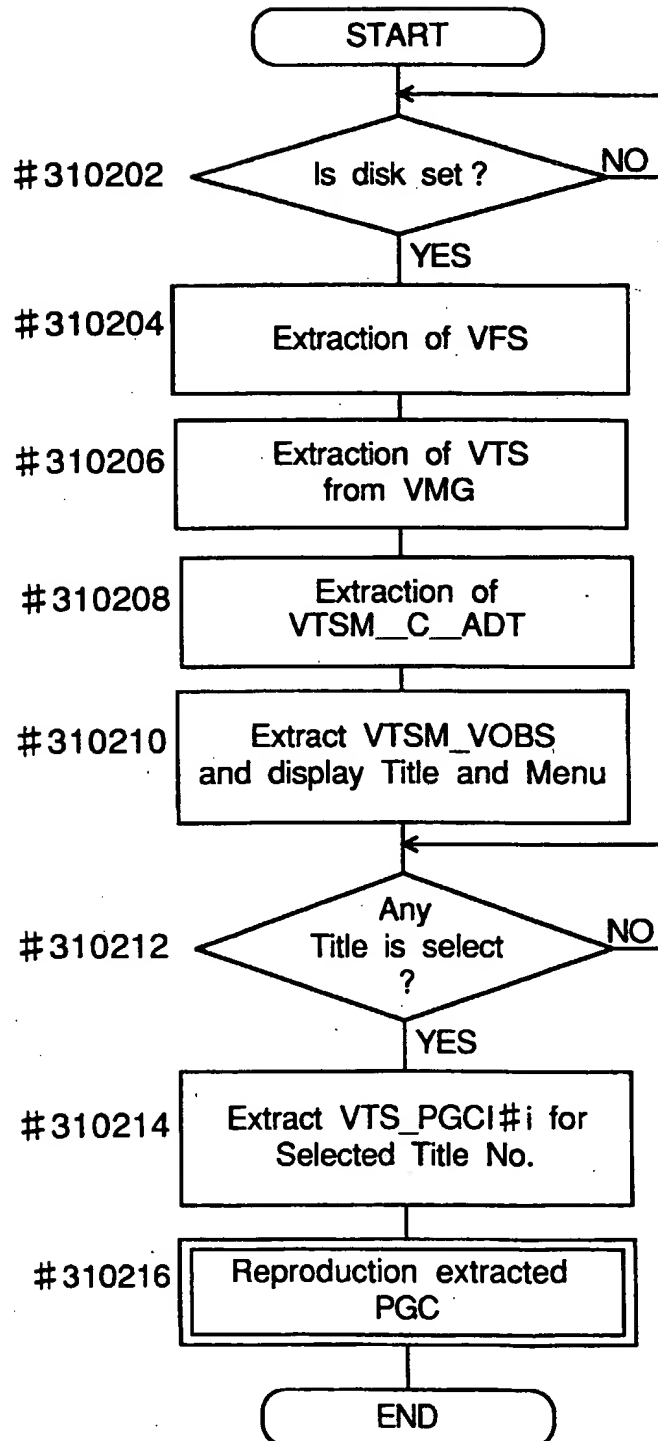 START
#310202
Is disk set ?
NO
YES
#310204
Extraction of VFS
#310206
Extraction of VTS
from VMG
#310208
Extraction of
VTSM__C__ADT
#310210
Extract VTSM_VOBS
and display Title and Menu
#310212
Any
Title is select
?
NO
YES
#310214
Extract VTS_PGCI#i for
Selected Title No.
#310216
Reproduction extracted
PGC
END